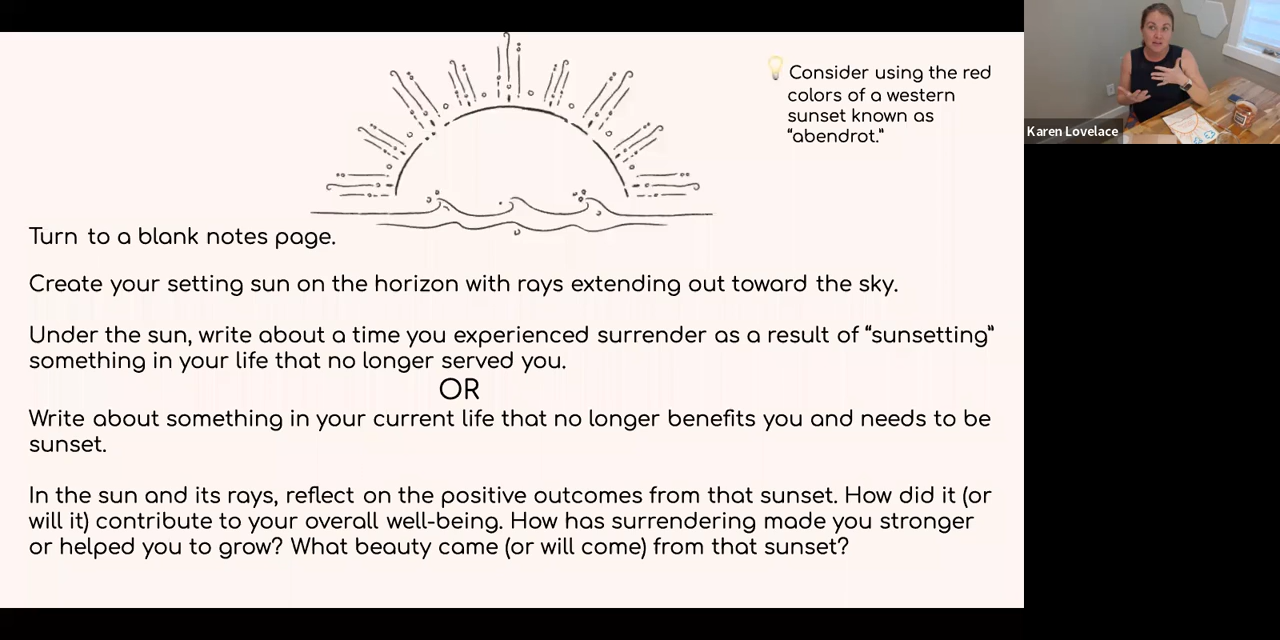 Consider using the red
colors of a western
sunset known as
“abendrot.”
Karen Lovelace
Turn to a blank notes page.
Create your setting sun on the horizon with rays extending out toward the sky.
Under the sun, write about a time you experienced surrender as a result of “sunsetting”
something in your life that no longer served you.
OR
Write about something in your current life that no longer benefits you and needs to be
sunset.
In the sun and its rays, reflect on the positive outcomes from that sunset. How did it (or
will it) contribute to your overall well-being. How has surrendering made you stronger
or helped you to grow? What beauty came (or will come) from that sunset?